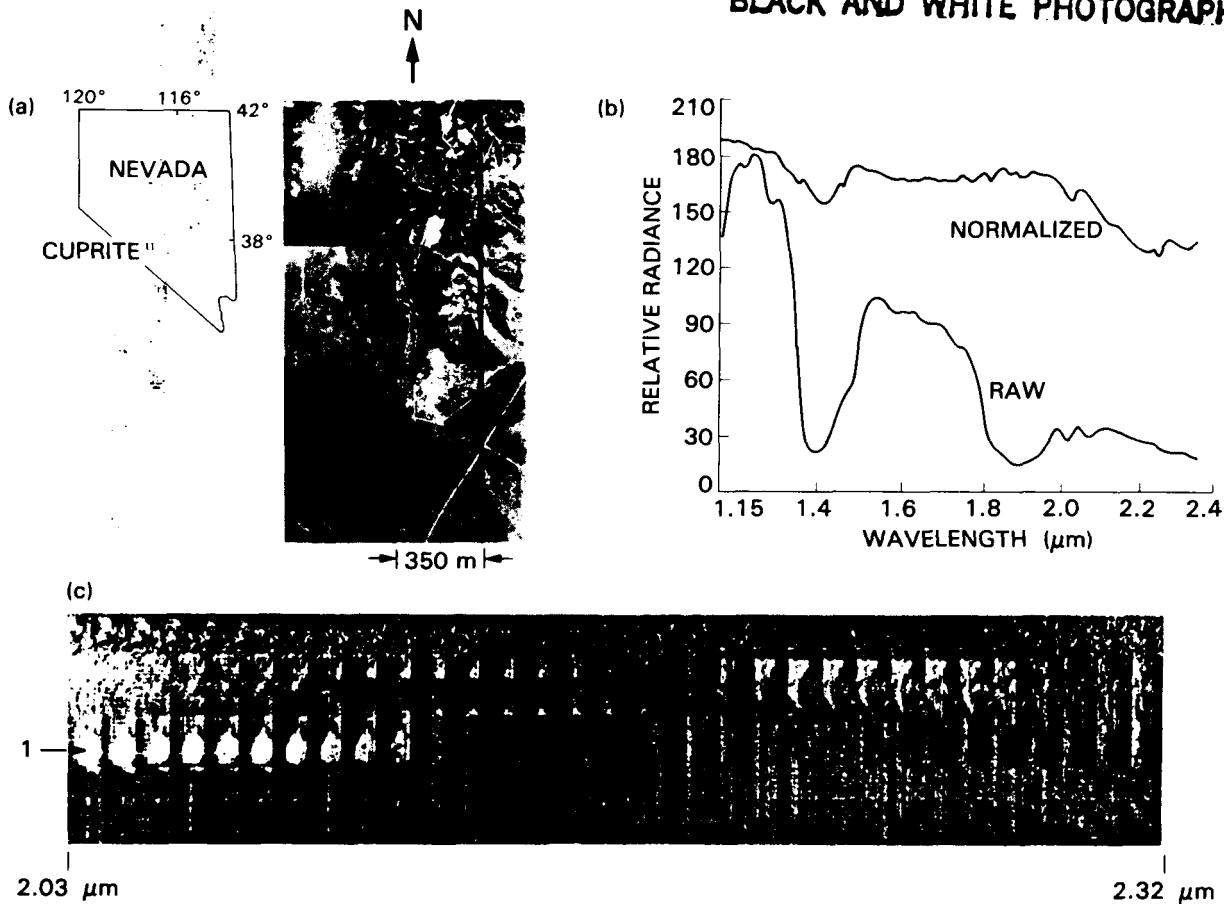 BLACK AND WHITE PHOTOGRAPH
N
(a)
120° 116° 42°
NEVADA
38°
CUPRITE
350 m
(b)
210
180
150
120
90
60
30
0
RELATIVE RADIANCE
NORMALIZED
RAW
1.15 1.4 1.6 1.8 2.0 2.2 2.4
WAVELENGTH (µm)
(c)
1
2.03 µm 2.32 µm